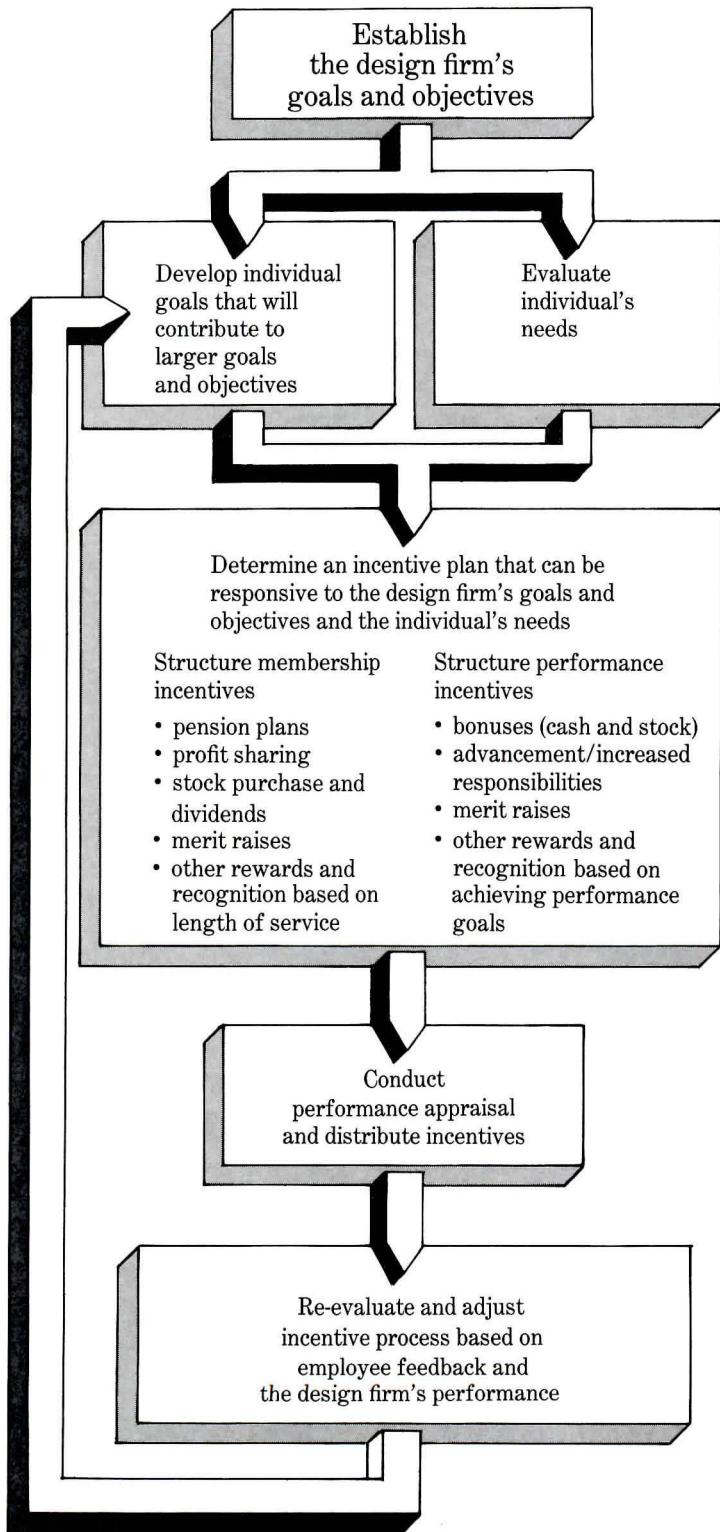 Establish
the design firm's
goals and objectives
Develop individual
goals that will
contribute to
larger goals
and objectives
Evaluate
individual's
needs
Determine an incentive plan that can be
responsive to the design firm's goals and
objectives and the individual's needs
Structure membership
incentives
• pension plans
• profit sharing
• stock purchase and
dividends
• merit raises
• other rewards and
recognition based on
length of service
Structure performance
incentives
• bonuses (cash and stock)
• advancement/increased
responsibilities
• merit raises
• other rewards and
recognition based on
achieving performance
goals
Conduct
performance appraisal
and distribute incentives
Re-evaluate and adjust
incentive process based on
employee feedback and
the design firm's performance